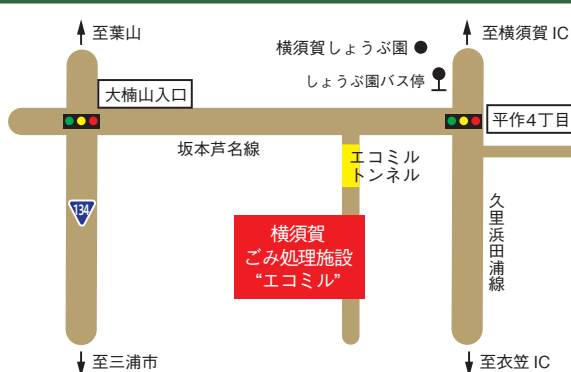 至葉山
至横須賀 IC
横須賀しょうぶ園
しょうぶ園バス停
大楠山入口
平作4丁目
坂本芦名線
エコミル
トンネル
134
久里浜田浦線
横須賀
ごみ処理施設
“エコミル”
至三浦市
至衣笠 IC